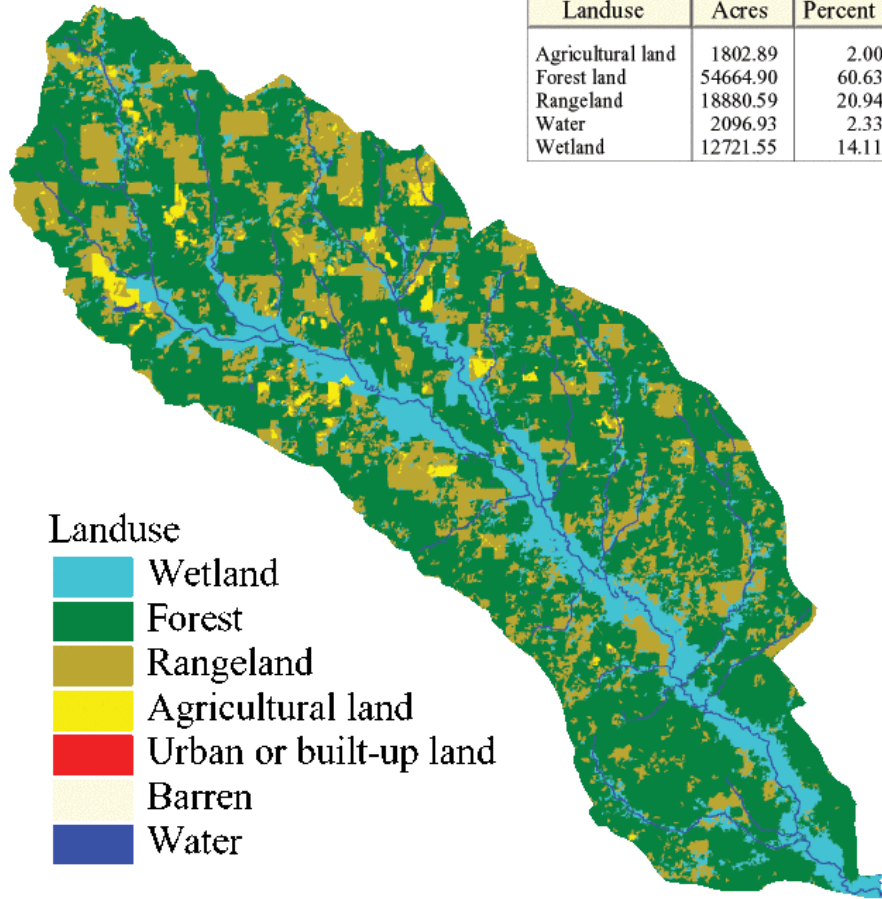 Landuse Acres Percent
Agricultural land 1802.89 2.00
Forest land 54664.90 60.63
Rangeland 18880.59 20.94
Water 2096.93 2.33
Wetland 12721.55 14.11
Landuse
Wetland
Forest
Rangeland
Agricultural land
Urban or built-up land
Barren
Water